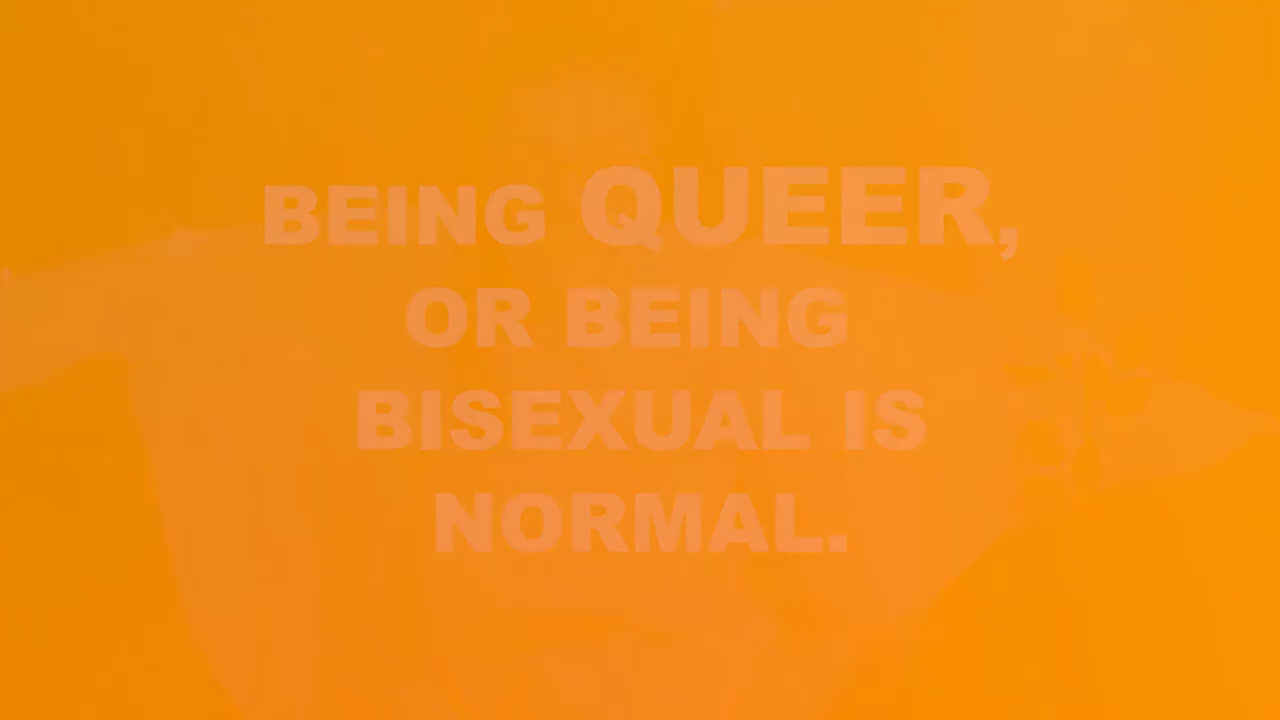 BEING QUEER,
OR BEING
BISEXUAL IS
NORMAL.